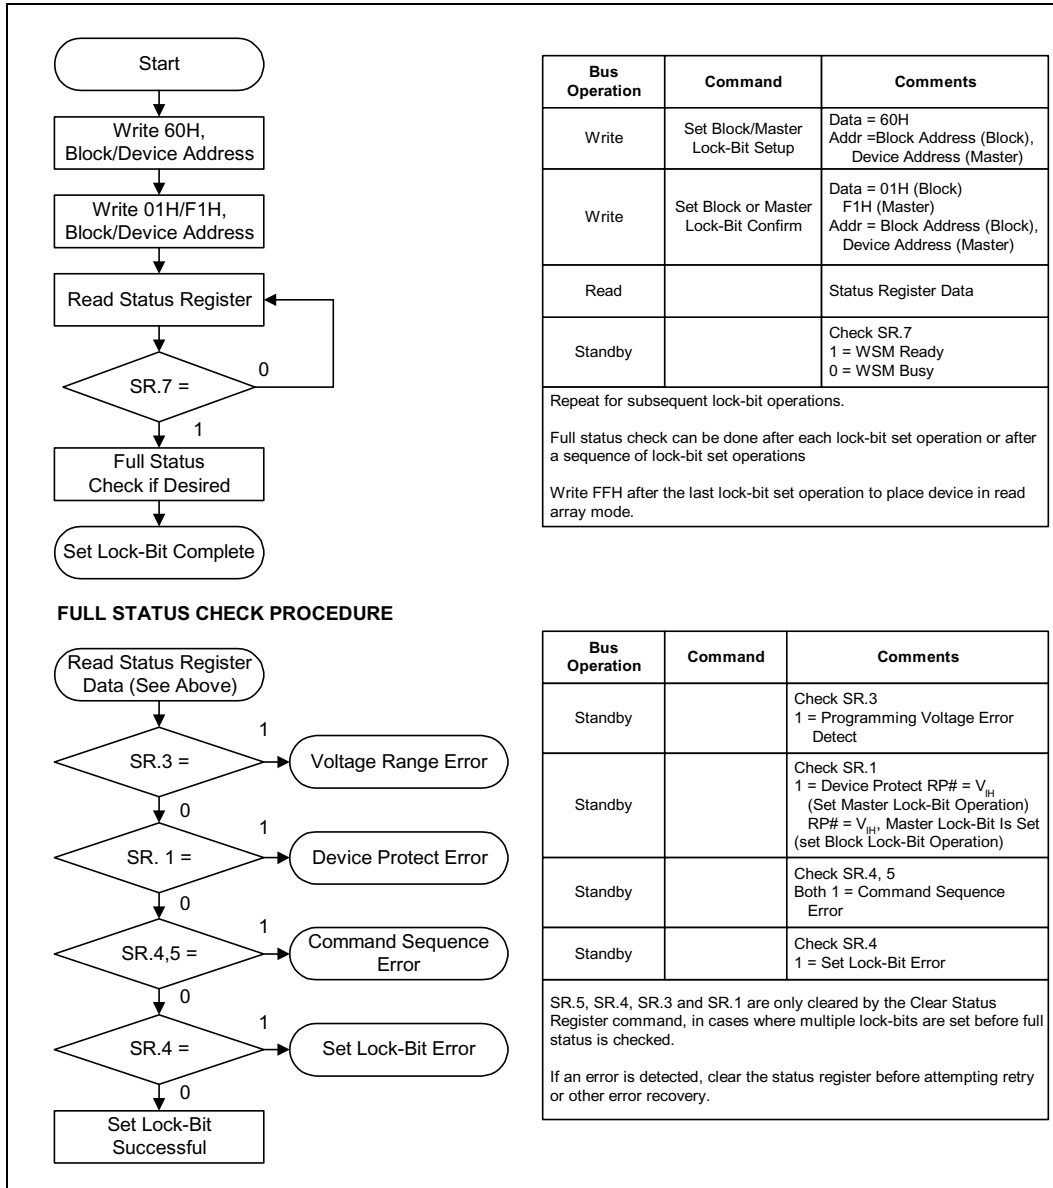 Start
Write 60H,
Block/Device Address
Write 01H/F1H,
Block/Device Address
Read Status Register
SR.7 =
0
1
Full Status
Check if Desired
Set Lock-Bit Complete
Bus
Operation
Command
Comments
Write
Set Block/Master
Lock-Bit Setup
Data = 60H
Addr =Block Address (Block),
Device Address (Master)
Write
Set Block or Master
Lock-Bit Confirm
Data = 01H (Block)
F1H (Master)
Addr = Block Address (Block),
Device Address (Master)
Read
Status Register Data
Standby
Check SR.7
1 = WSM Ready
0 = WSM Busy
Repeat for subsequent lock-bit operations.
Full status check can be done after each lock-bit set operation or after
a sequence of lock-bit set operations
Write FFH after the last lock-bit set operation to place device in read
array mode.
FULL STATUS CHECK PROCEDURE
Read Status Register
Data (See Above)
SR.3 =
1
Voltage Range Error
0
SR. 1 =
1
Device Protect Error
0
SR.4,5 =
1
Command Sequence
Error
0
SR.4 =
1
Set Lock-Bit Error
0
Set Lock-Bit
Successful
Bus
Operation
Command
Comments
Standby
Check SR.3
1 = Programming Voltage Error
Detect
Standby
Check SR.1
1 = Device Protect RP# = VIH
(Set Master Lock-Bit Operation)
RP# = VIH, Master Lock-Bit Is Set
(set Block Lock-Bit Operation)
Standby
Check SR.4, 5
Both 1 = Command Sequence
Error
Standby
Check SR.4
1 = Set Lock-Bit Error
SR.5, SR.4, SR.3 and SR.1 are only cleared by the Clear Status
Register command, in cases where multiple lock-bits are set before full
status is checked.
If an error is detected, clear the status register before attempting retry
or other error recovery.